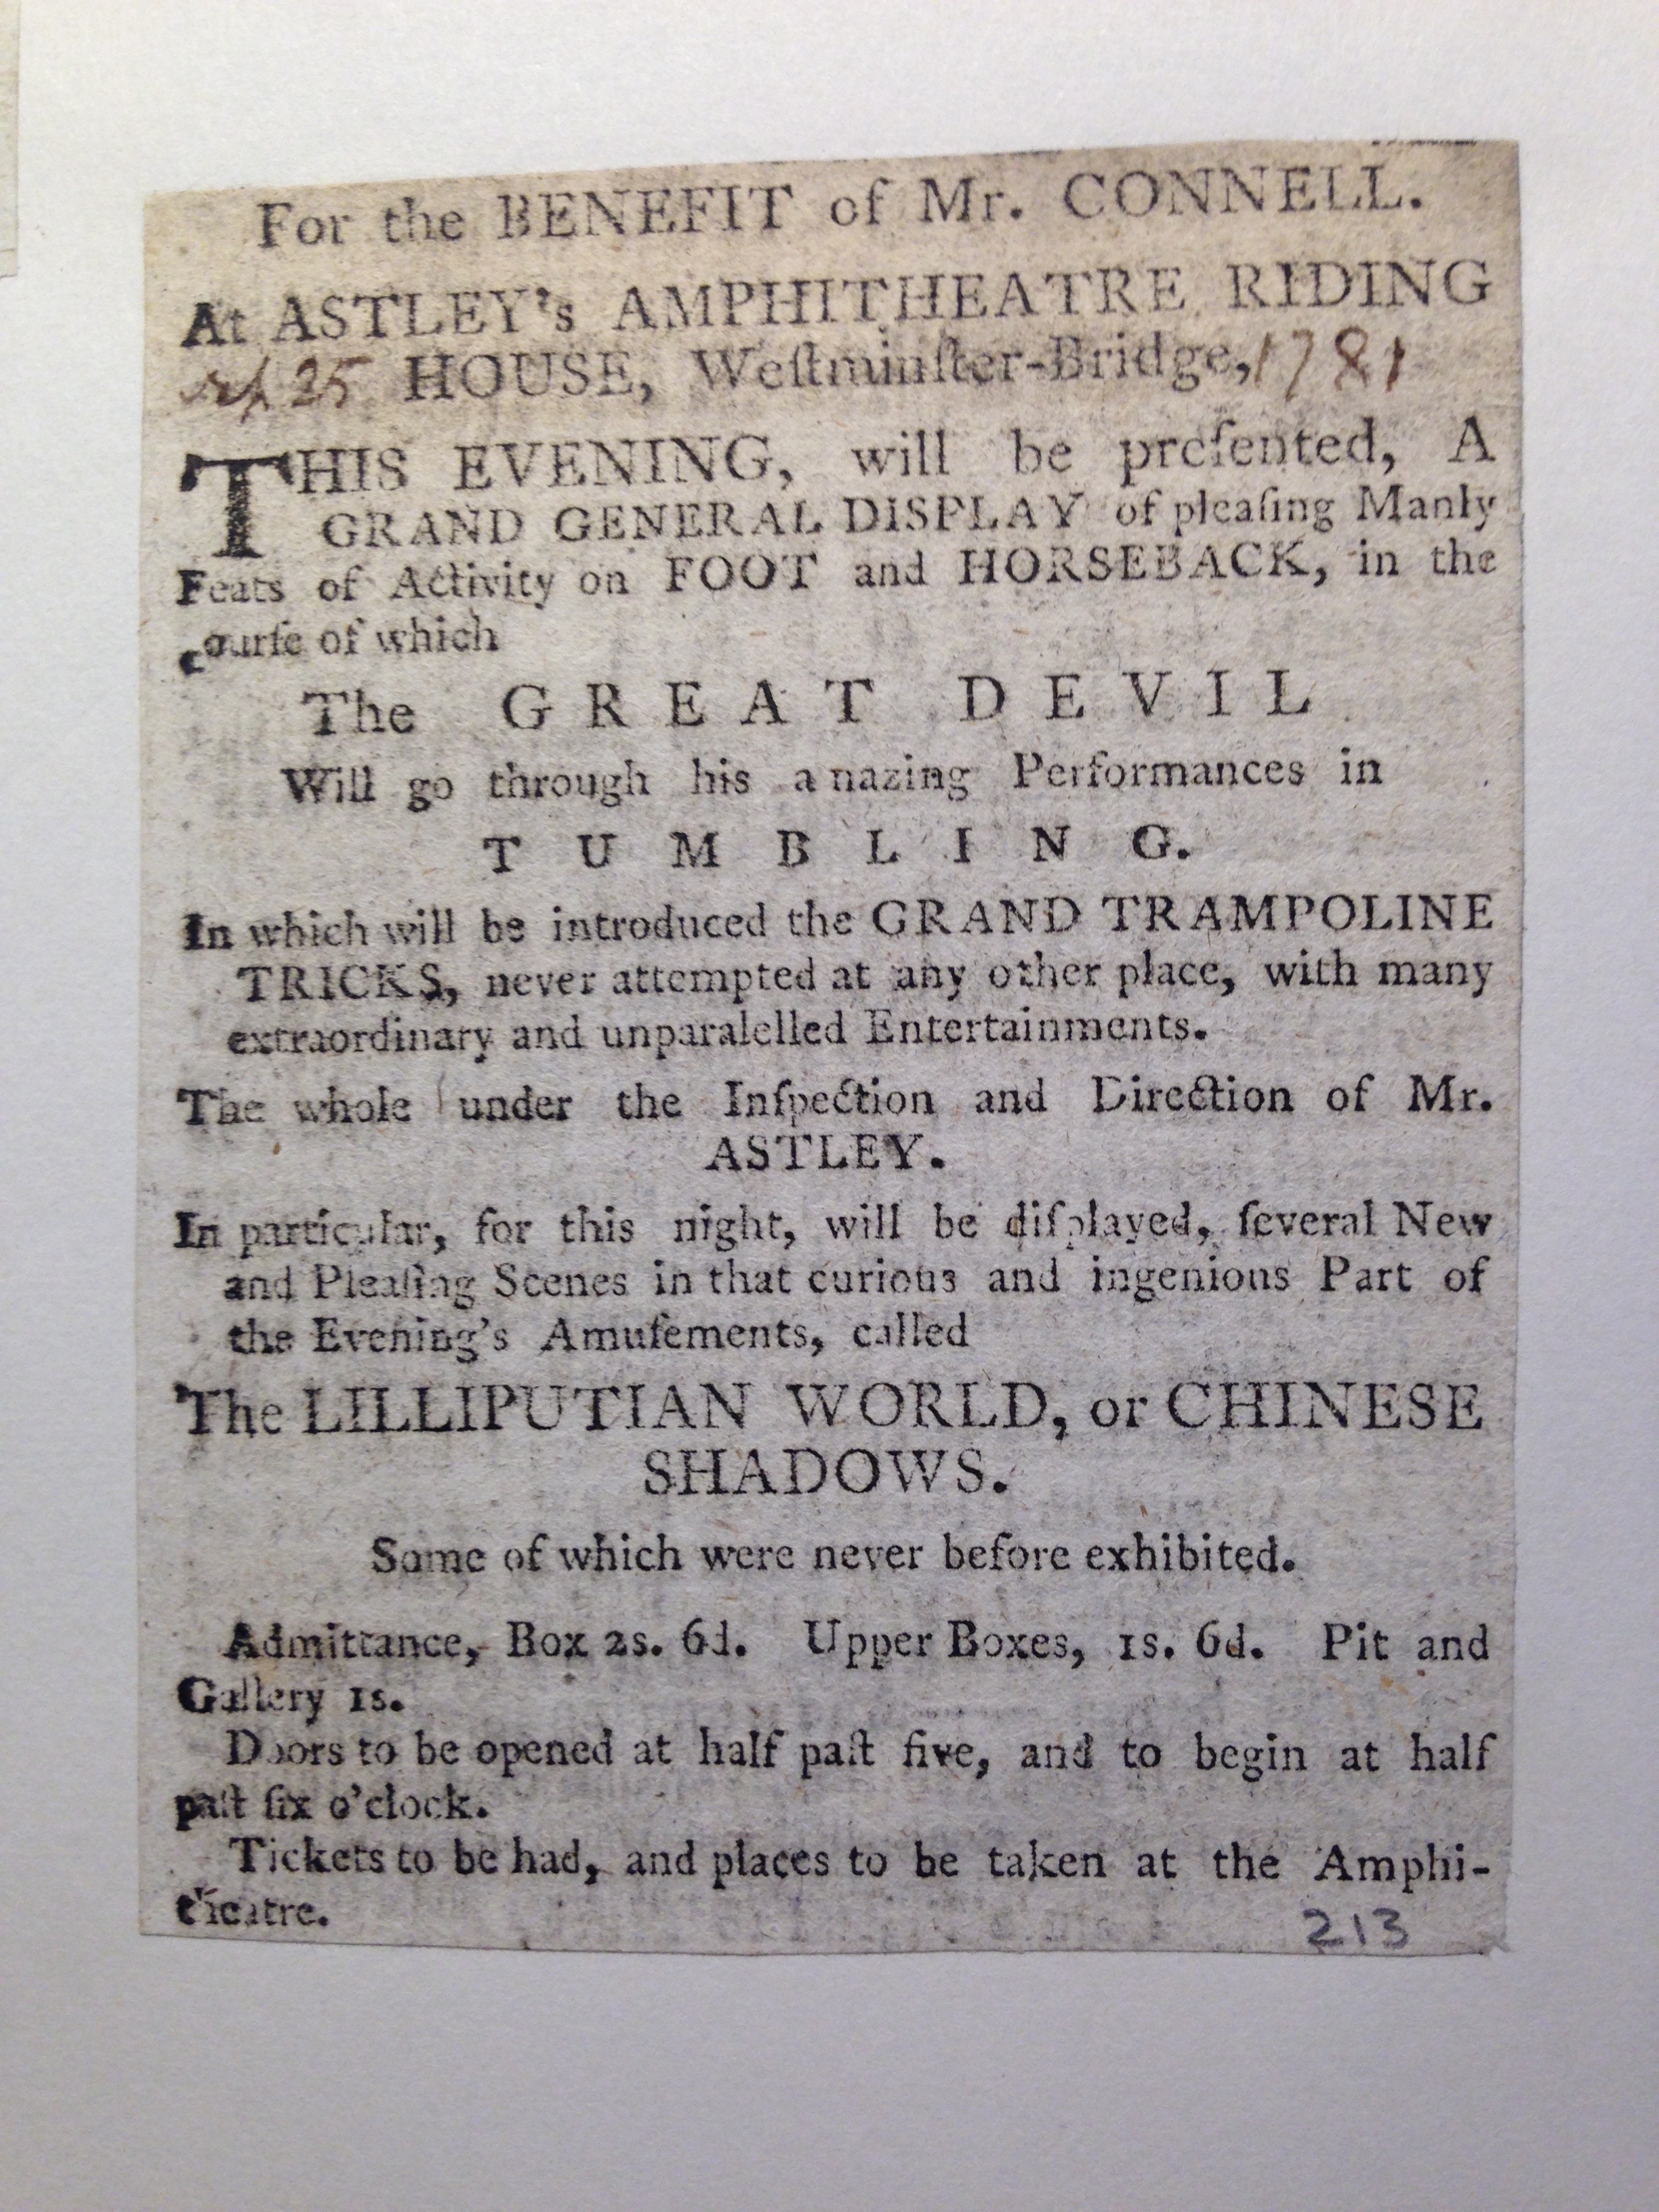 For the BENEFIT of Mr. CONNELL.
At ASTLEY's AMPHITHEATRE RIDING
25 HOUSE, Weſtminſter-Bridge, 1781
THIS EVENING, will be preſented, A
GRAND GENERAL DISPLAY of pleaſing Manly
Feats of Activity on FOOT and HORSEBACK, in the
courſe of which
The GREAT DEVIL
Will go through his amazing Performances in
TUMBLING.
In which will be introduced the GRAND TRAMPOLINE
TRICKS, never attempted at any other place, with many
extraordinary and unparalelled Entertainments.
The whole under the Inſpection and Direction of Mr.
ASTLEY.
In particular, for this night, will be diſplayed, ſeveral New
and Pleaſing Scenes in that curious and ingenious Part of
the Evening's Amuſements, called
The LILLIPUTIAN WORLD, or CHINESE
SHADOWS.
Some of which were never before exhibited.
Admittance, Box 2s. 6d. Upper Boxes, 1s. 6d. Pit and
Gallery 1s.
Doors to be opened at half paſt five, and to begin at half
paſt ſix o'clock.
Tickets to be had, and places to be taken at the Amphi-
theatre.
213